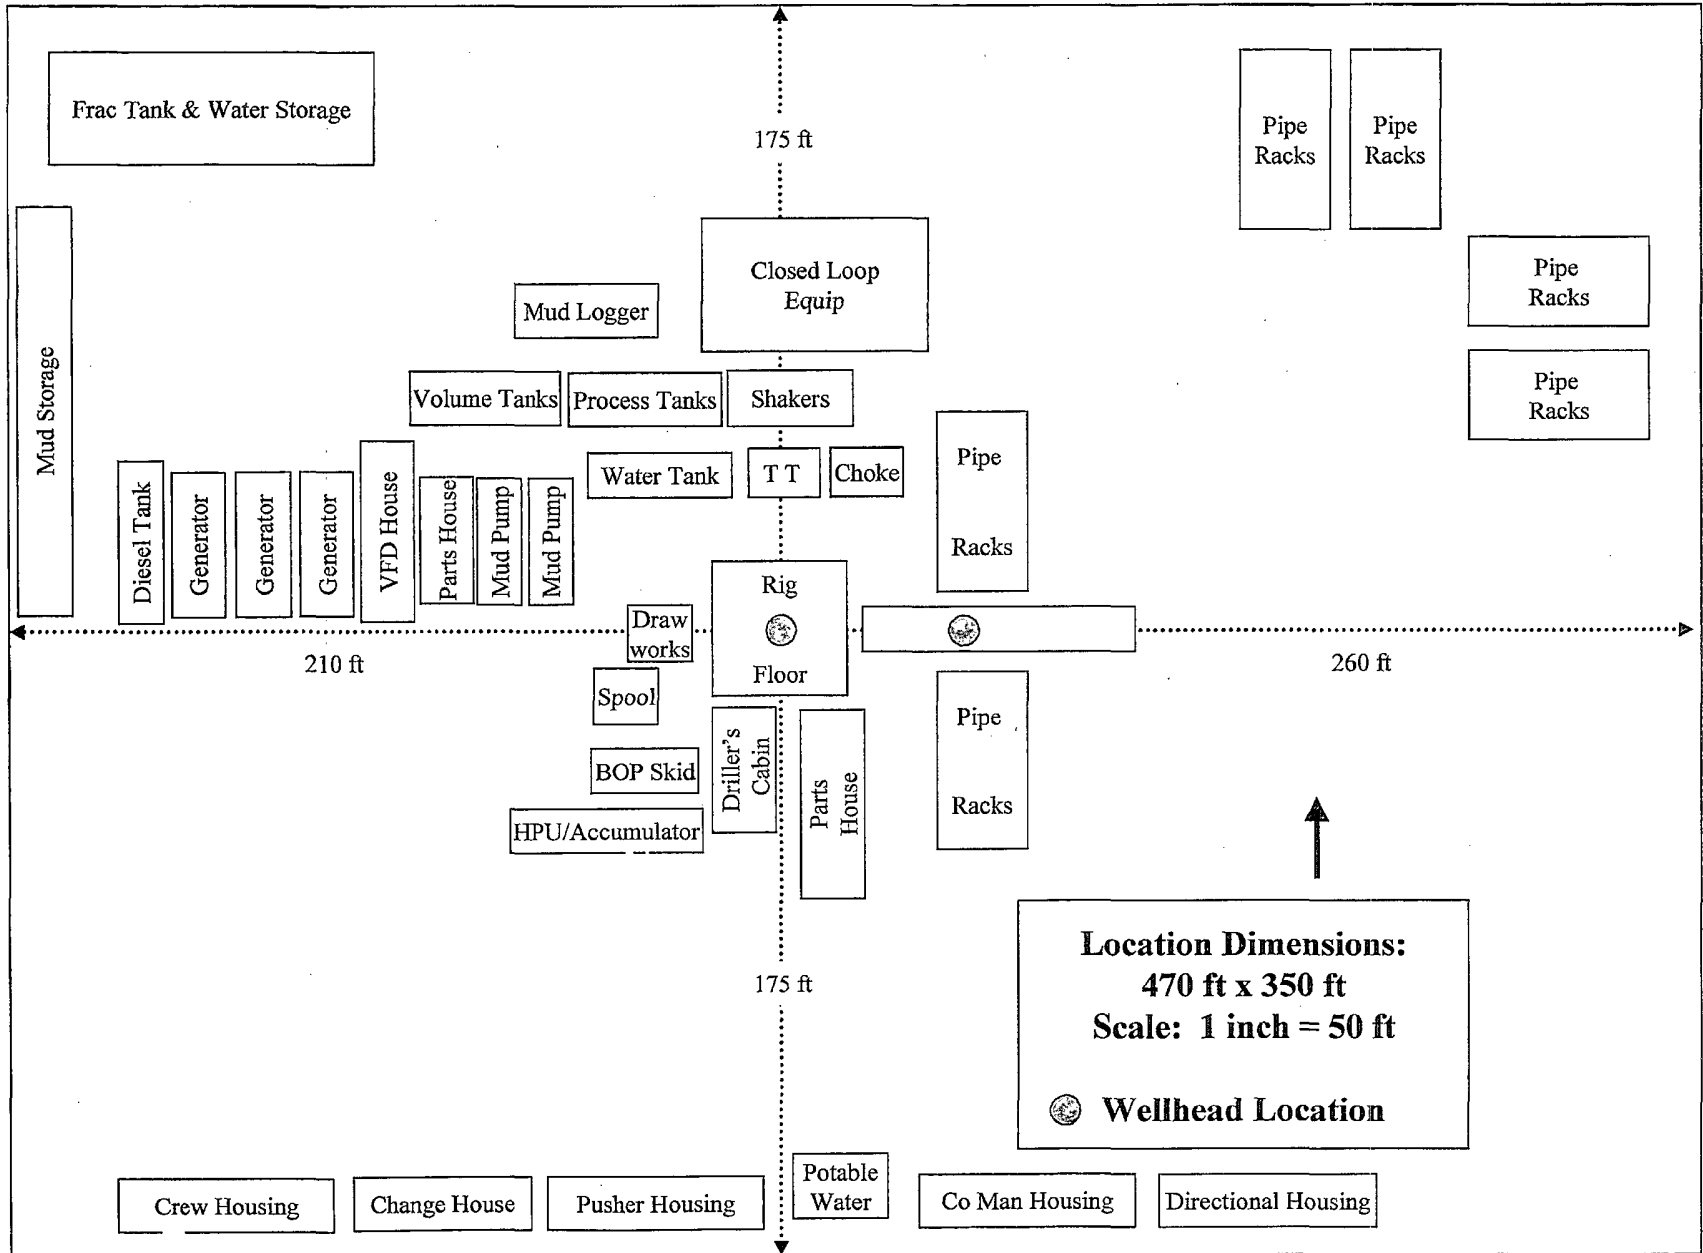 Frac Tank & Water Storage
175 ft
Pipe
Racks
Pipe
Racks
Closed Loop
Equip
Pipe
Racks
Mud Logger
Mud Storage
Pipe
Racks
Volume Tanks
Process Tanks
Shakers
Diesel Tank
Generator
Generator
Generator
VFD House
Parts House
Mud Pump
Mud Pump
Water Tank
T T
Choke
Pipe
Racks
Rig
Floor
Draw
works
210 ft
260 ft
Spool
BOP Skid
HPU/Accumulator
Driller's
Cabin
Parts
House
Pipe
Racks
175 ft
Location Dimensions:
470 ft x 350 ft
Scale: 1 inch = 50 ft
Wellhead Location
Crew Housing
Change House
Pusher Housing
Potable
Water
Co Man Housing
Directional Housing